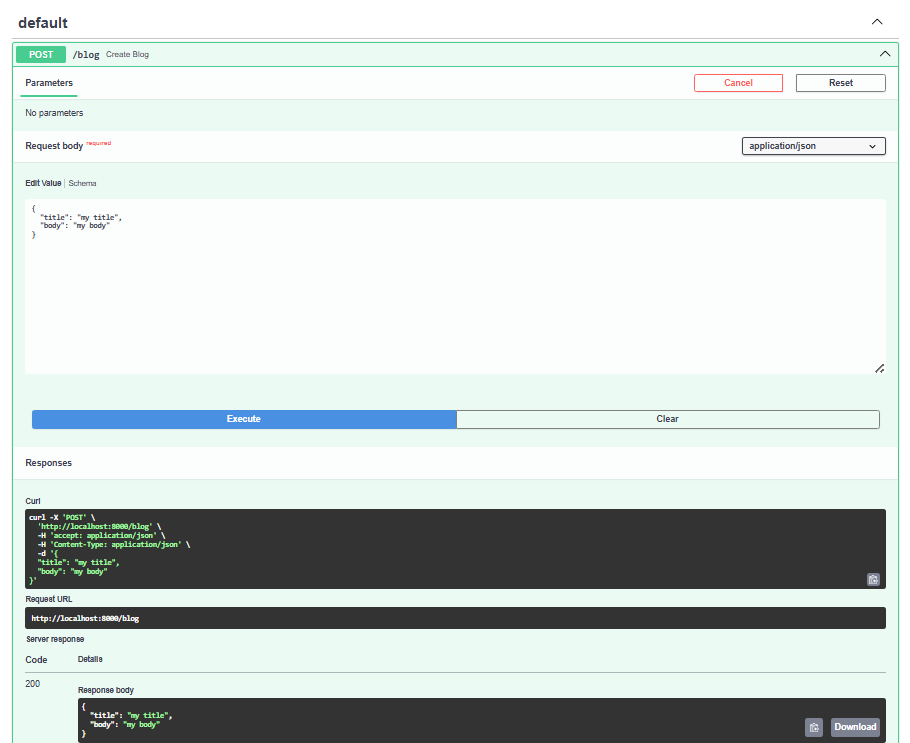 default
POST /blog Create Blog
Parameters
Cancel
Reset
No parameters
Request body required
application/json
Edit Value | Schema
{
  "title": "my title",
  "body": "my body"
}
Execute
Clear
Responses
Curl
curl -X 'POST' \
  'http://localhost:8000/blog' \
  -H 'accept: application/json' \
  -H 'Content-Type: application/json' \
  -d '{
  "title": "my title",
  "body": "my body"
}'
Request URL
http://localhost:8000/blog
Server response
Code Details
200
Response body
{
  "title": "my title",
  "body": "my body"
}
Download